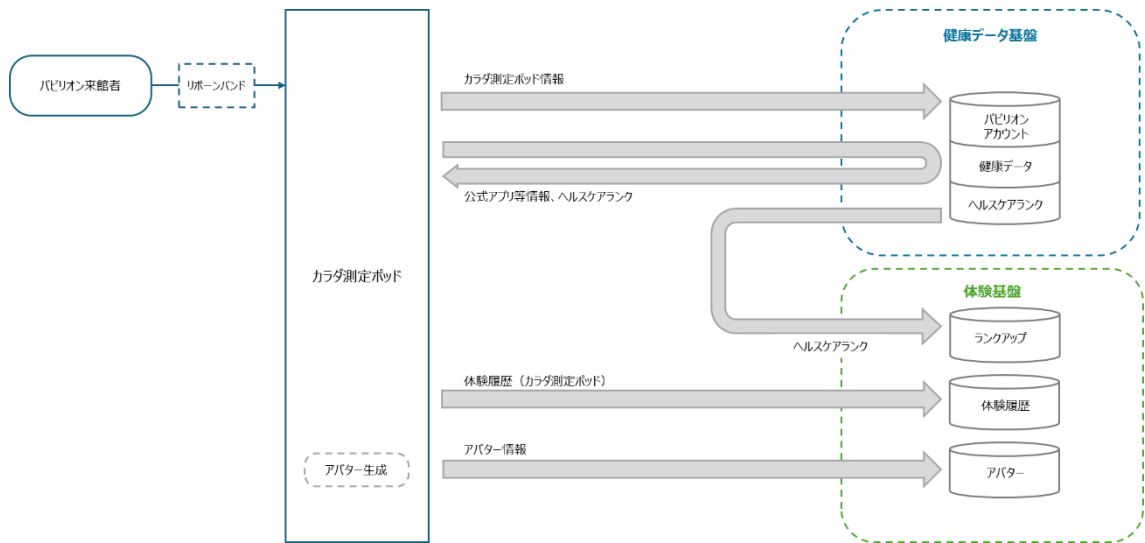 健康データ基盤
パビリオン来館者
リボーンバンド
カラダ測定ポッド情報
パビリオン
アカウント
健康データ
公式アプリ等情報、ヘルスケアランク
ヘルスケアランク
カラダ測定ポッド
体験基盤
ランクアップ
ヘルスケアランク
体験履歴（カラダ測定ポッド）
体験履歴
アバター情報
アバター生成
アバター